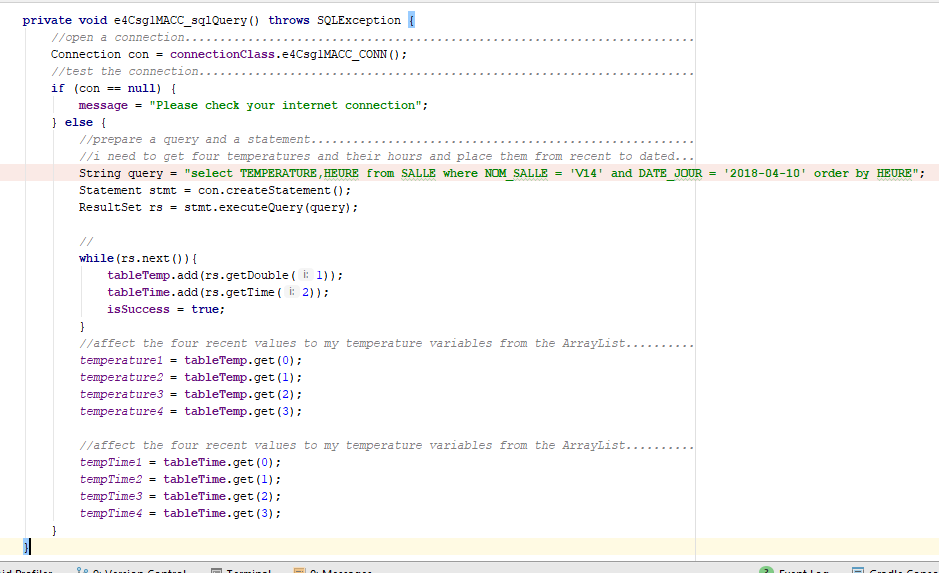 private void e4CsglMACC_sqlQuery() throws SQLException {
//open a connection..........................................................................
Connection con = connectionClass.e4CsglMACC_CONN();
//test the connection........................................................................
if (con == null) {
message = "Please check your internet connection";
} else {
//prepare a query and a statement........................................................
//i need to get four temperatures and their hours and place them from recent to dated...
String query = "select TEMPERATURE,HEURE from SALLE where NOM_SALLE = 'V14' and DATE_JOUR = '2018-04-10' order by HEURE";
Statement stmt = con.createStatement();
ResultSet rs = stmt.executeQuery(query);
//
while(rs.next()){
tableTemp.add(rs.getDouble( i: 1));
tableTime.add(rs.getTime( i: 2));
isSuccess = true;
}
//affect the four recent values to my temperature variables from the ArrayList..........
temperature1 = tableTemp.get(0);
temperature2 = tableTemp.get(1);
temperature3 = tableTemp.get(2);
temperature4 = tableTemp.get(3);
//affect the four recent values to my temperature variables from the ArrayList..........
tempTime1 = tableTime.get(0);
tempTime2 = tableTime.get(1);
tempTime3 = tableTime.get(2);
tempTime4 = tableTime.get(3);
}
}